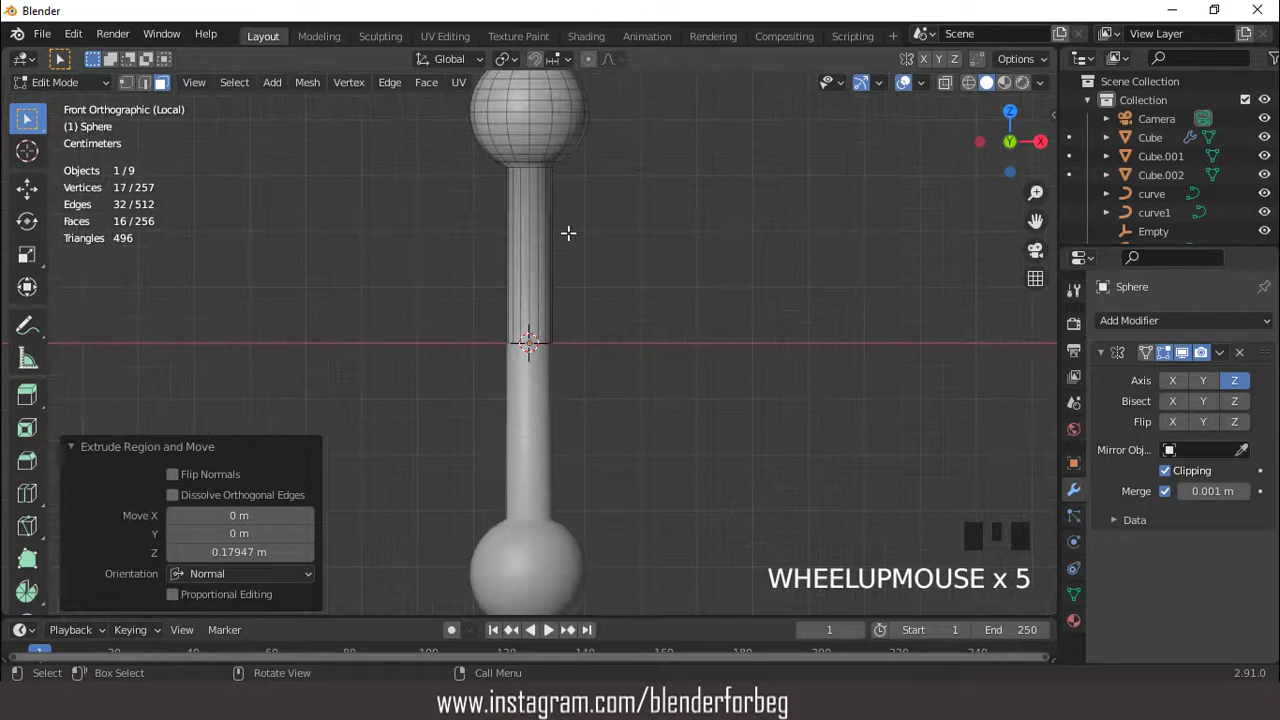 Blender
File Edit Render Window Help Layout Modeling Sculpting UV Editing Texture Paint Shading Animation Rendering Compositing Scripting Scene View Layer
Global X Y Z Options
Edit Mode View Select Add Mesh Vertex Edge Face UV
Front Orthographic (Local)
(1) Sphere
Centimeters
Objects 1/9
Vertices 17/257
Edges 32/512
Faces 16/256
Triangles 496
Z
Y
X
Scene Collection
Collection
Camera
Cube
Cube.001
Cube.002
curve
curve1
Empty
Sphere
Add Modifier
Axis X Y Z
Bisect X Y Z
Flip X Y Z
Mirror Obj...
Clipping
Merge 0.001 m
Data
Extrude Region and Move
Flip Normals
Dissolve Orthogonal Edges
Move X 0 m
Y 0 m
Z 0.17947 m
Orientation Normal
Proportional Editing
WHEELUPMOUSE x 5
Playback Keying View Marker 1 Start 1 End 250
1
Select Box Select Rotate View Call Menu 2.91.0
www.instagram.com/blenderforbeg